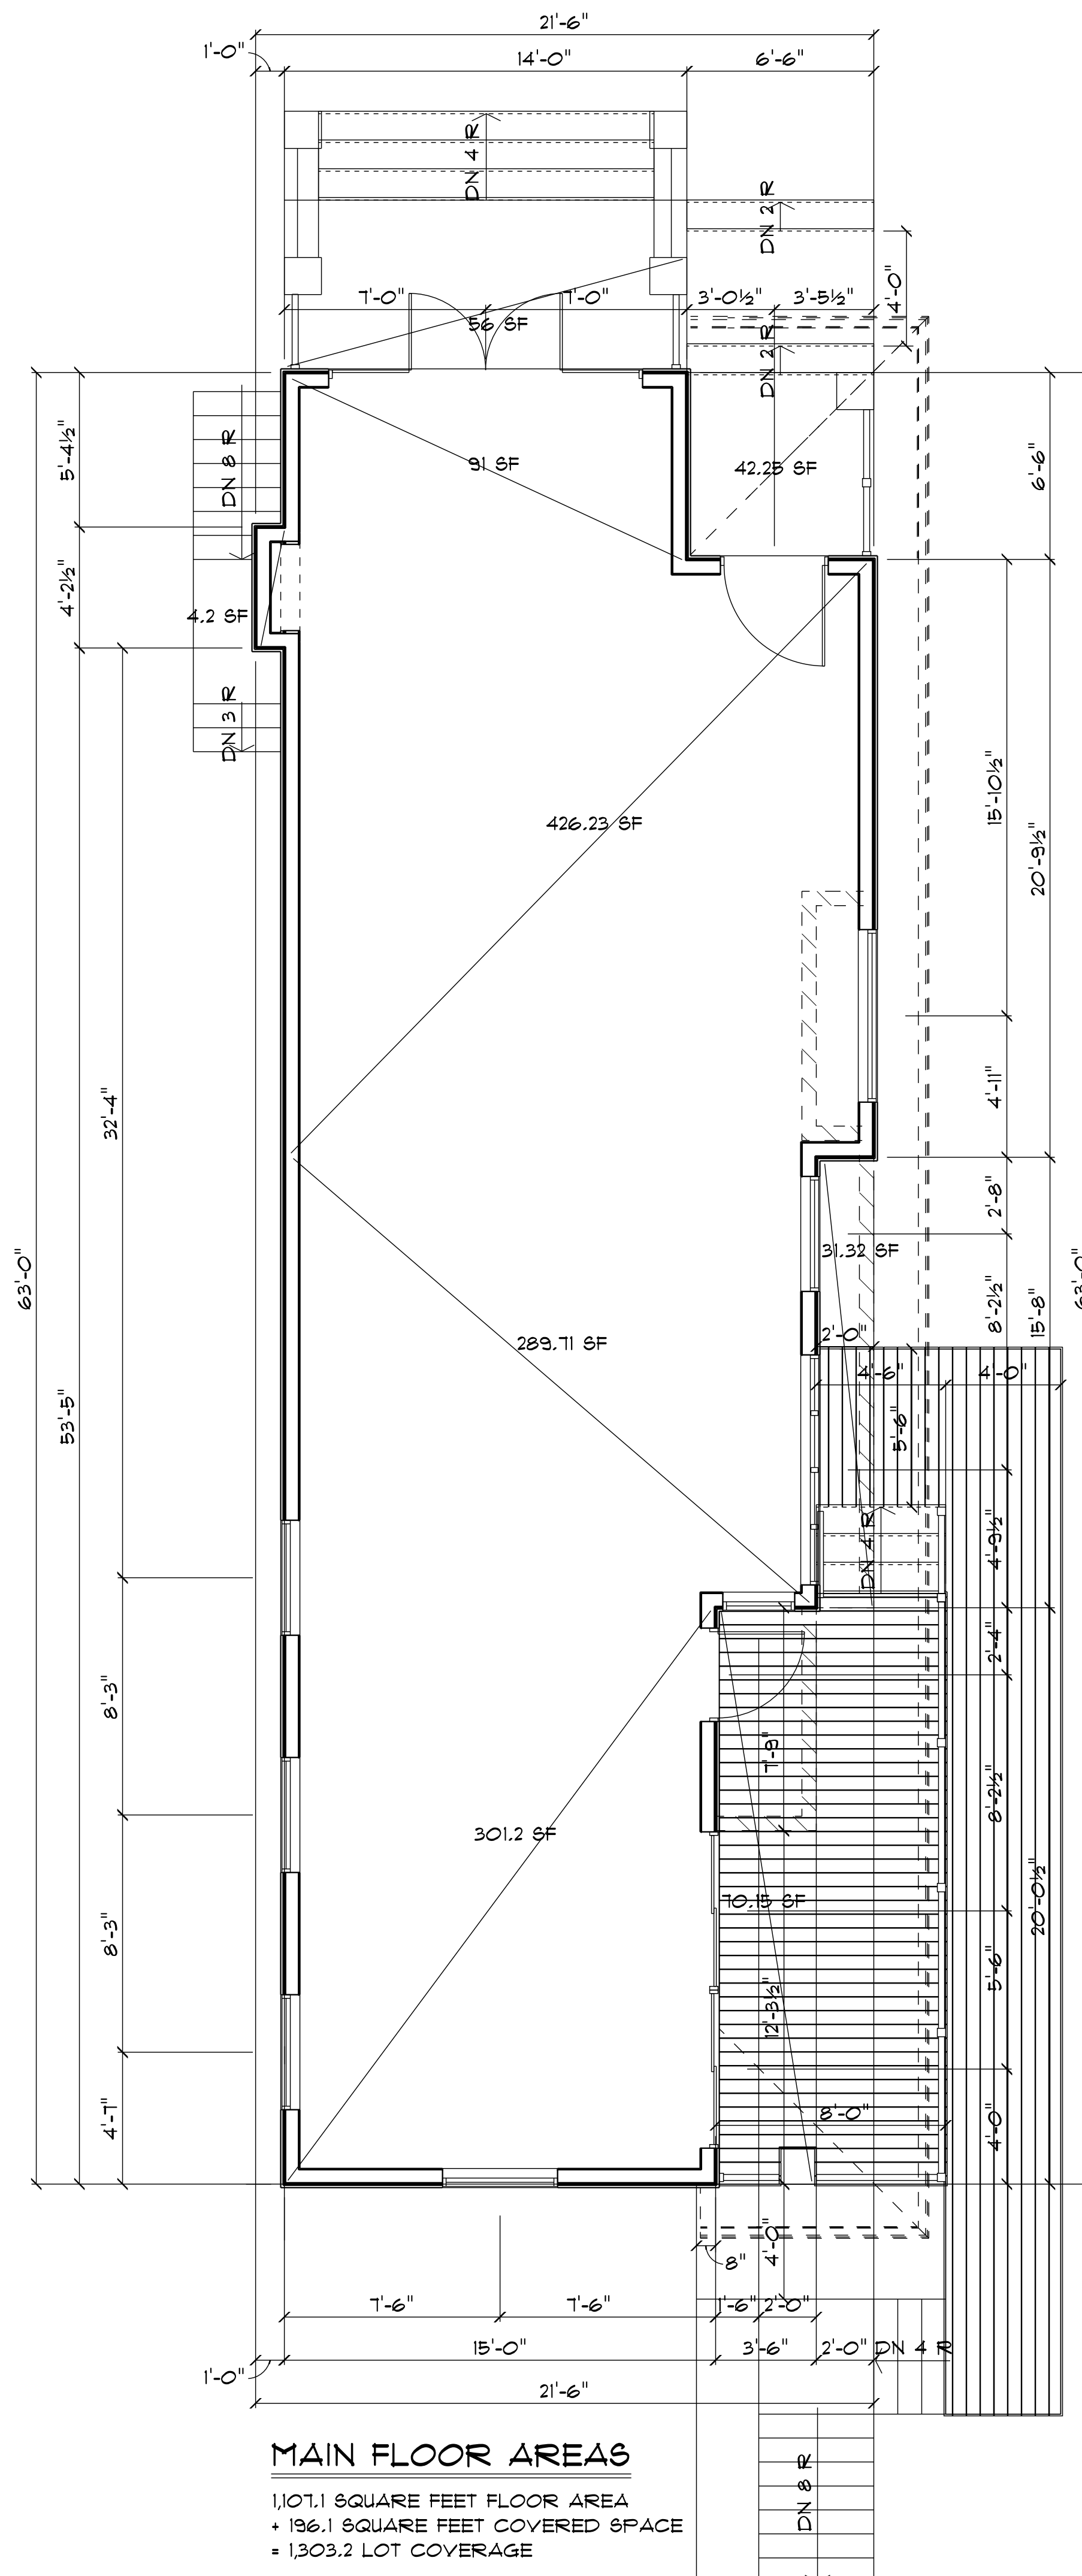 21'-6"
1'-0"
14'-0"
6'-6"
DN 4 R
DN 2 R
4'-0"
7'-0"
7'-0"
3'-0½"
3'-5½"
56 SF
DN 2 R
5'-4½"
DN 8 R
91 SF
42.25 SF
6'-6"
4'-2½"
4.2 SF
DN 3 R
426.23 SF
15'-10½"
20'-9½"
32'-4"
4'-11"
2'-8"
63'-0"
31.32 SF
63'-0"
8'-2½"
15'-8"
289.71 SF
2'-0"
4'-6"
4'-0"
5'-6"
53'-5"
DN 4 R
4'-9½"
2'-4"
8'-3"
7'-9"
8'-2½"
301.2 SF
70.15 SF
8'-3"
20'-0½"
5'-6"
12'-3½"
4'-7"
8'-0"
4'-0"
4'-0"
8"
7'-6"
7'-6"
1'-6"
2'-0"
1'-0"
15'-0"
3'-6"
2'-0"
DN 4 R
21'-6"
MAIN FLOOR AREAS
DN 8 R
1,107.1 SQUARE FEET FLOOR AREA
+ 196.1 SQUARE FEET COVERED SPACE
= 1,303.2 LOT COVERAGE